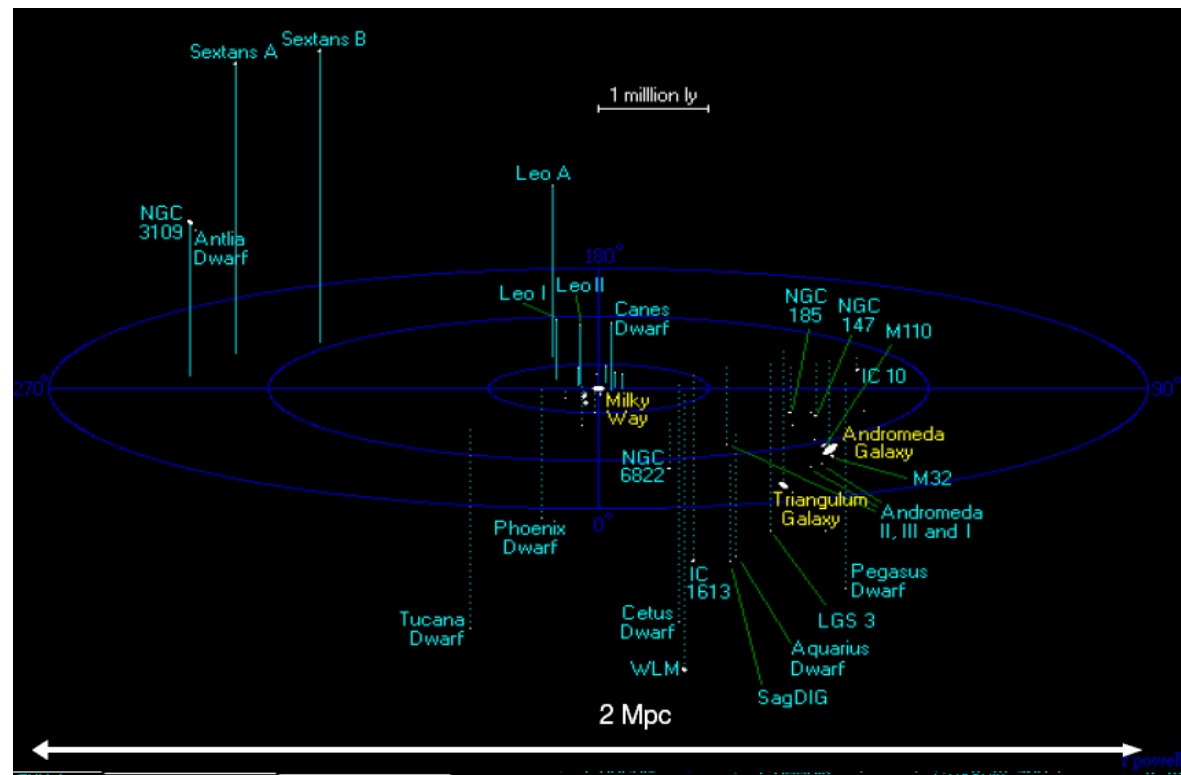 Sextans B
Sextans A
1 milllion ly
Leo A
NGC
3109
Antlia
Dwarf
180°
Leo I
Leo II
Canes
Dwarf
NGC
185
NGC
147
M110
IC 10
270°
90°
Milky
Way
Andromeda
Galaxy
NGC
6822
M32
Triangulum
Galaxy
Andromeda
II, III and I
0°
Phoenix
Dwarf
IC
1613
Pegasus
Dwarf
Tucana
Dwarf
Cetus
Dwarf
LGS 3
Aquarius
Dwarf
WLM
SagDIG
2 Mpc
r powell